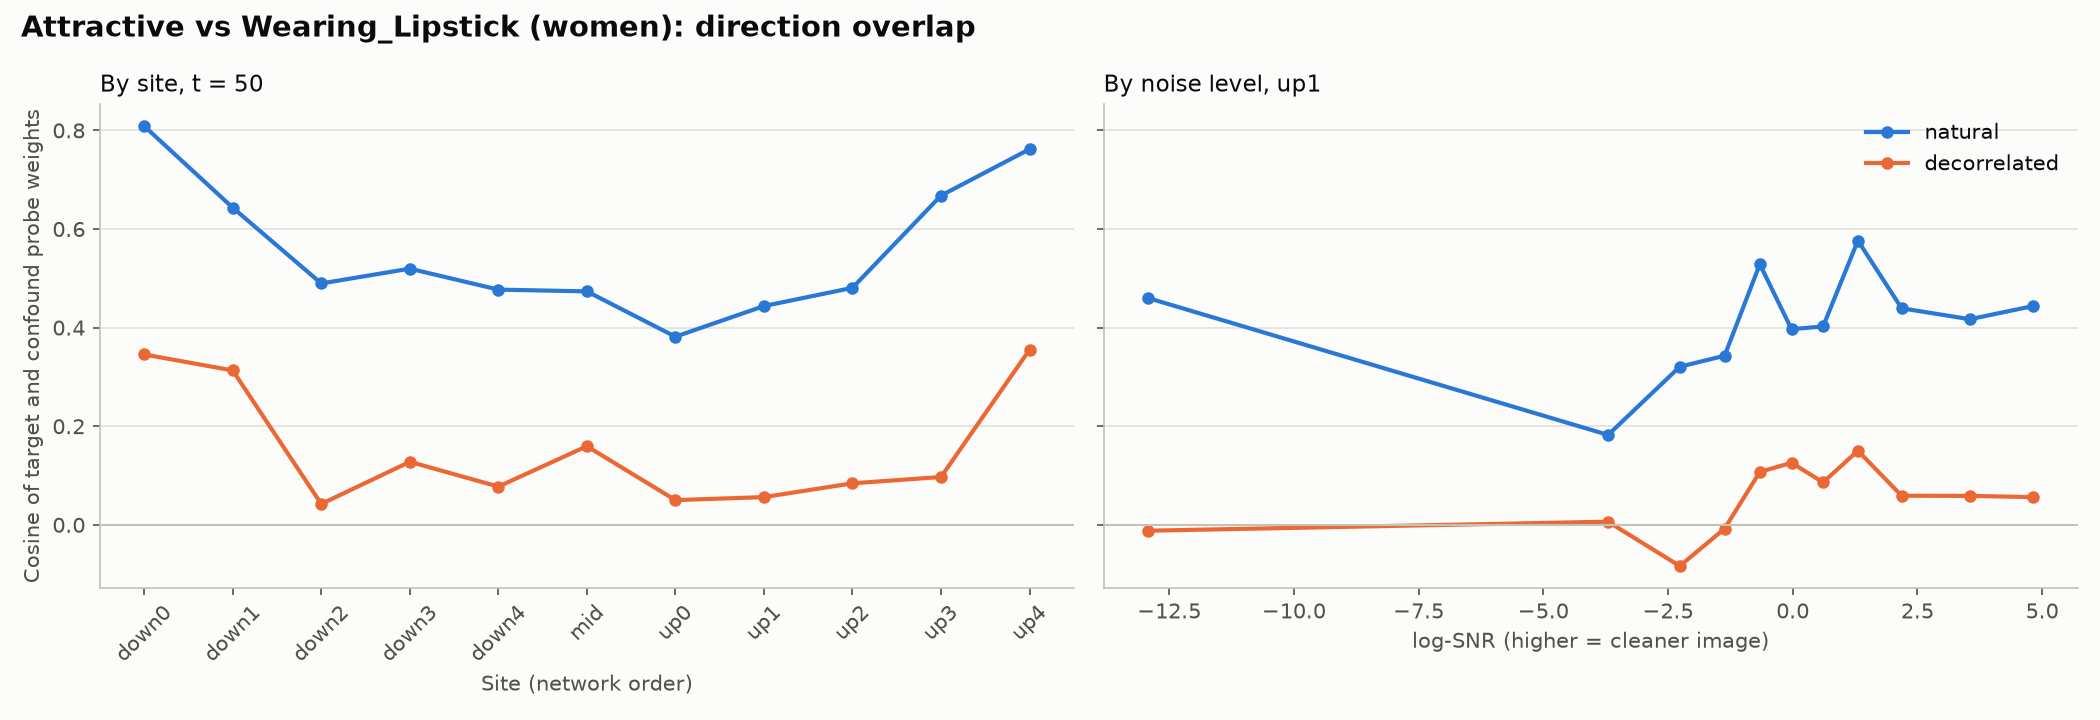 Attractive vs Wearing_Lipstick (women): direction overlap
By site, t = 50
Cosine of target and confound probe weights
0.8
0.6
0.4
0.2
0.0
down0
down1
down2
down3
down4
mid
up0
up1
up2
up3
up4
Site (network order)
By noise level, up1
natural
decorrelated
−12.5
−10.0
−7.5
−5.0
−2.5
0.0
2.5
5.0
log-SNR (higher = cleaner image)